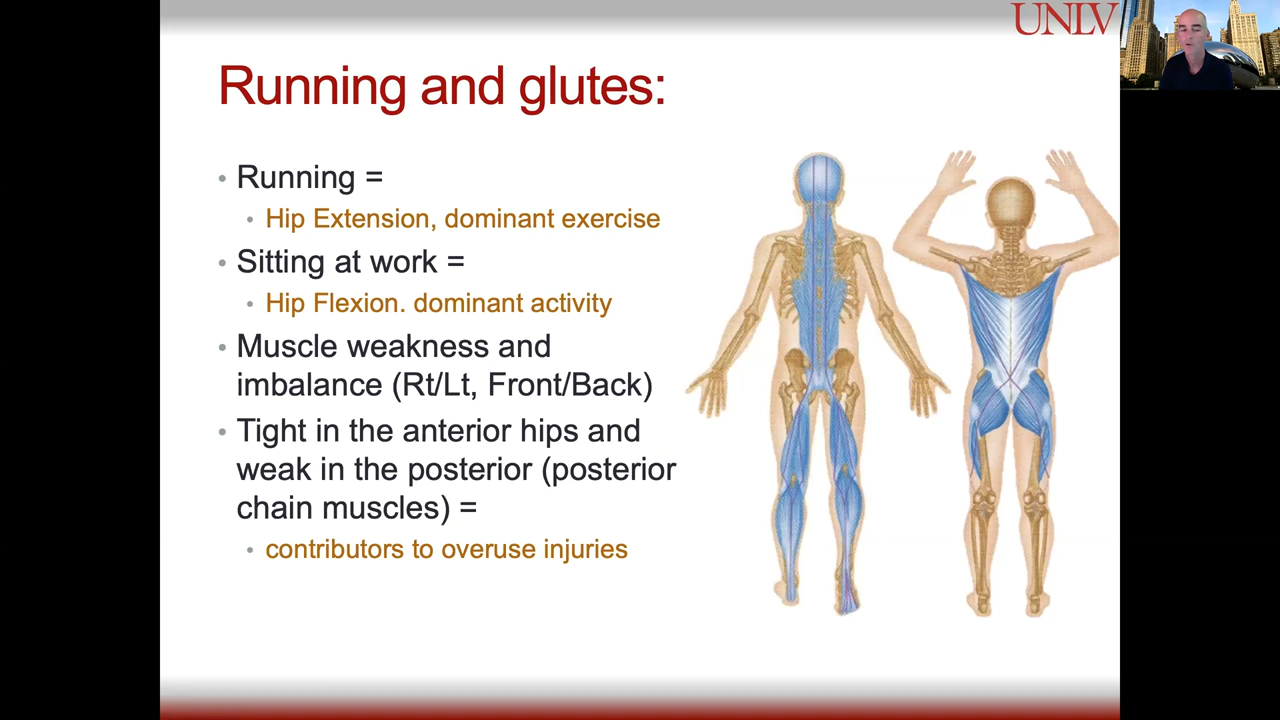 UNLV
Running and glutes:
• Running =
• Hip Extension, dominant exercise
• Sitting at work =
• Hip Flexion. dominant activity
• Muscle weakness and
imbalance (Rt/Lt, Front/Back)
• Tight in the anterior hips and
weak in the posterior (posterior
chain muscles) =
• contributors to overuse injuries